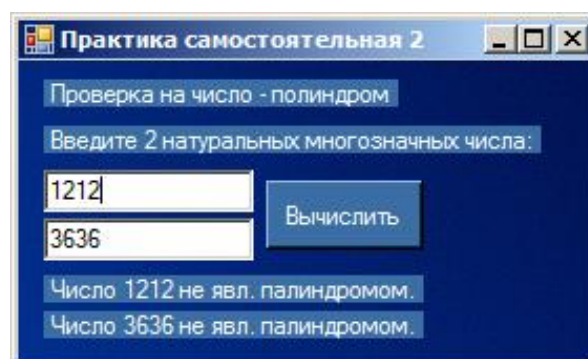 Практика самостоятельная 2
Проверка на число - полиндром
Введите 2 натуральных многозначных числа:
1212
Вычислить
3636
Число 1212 не явл. палиндромом.
Число 3636 не явл. палиндромом.